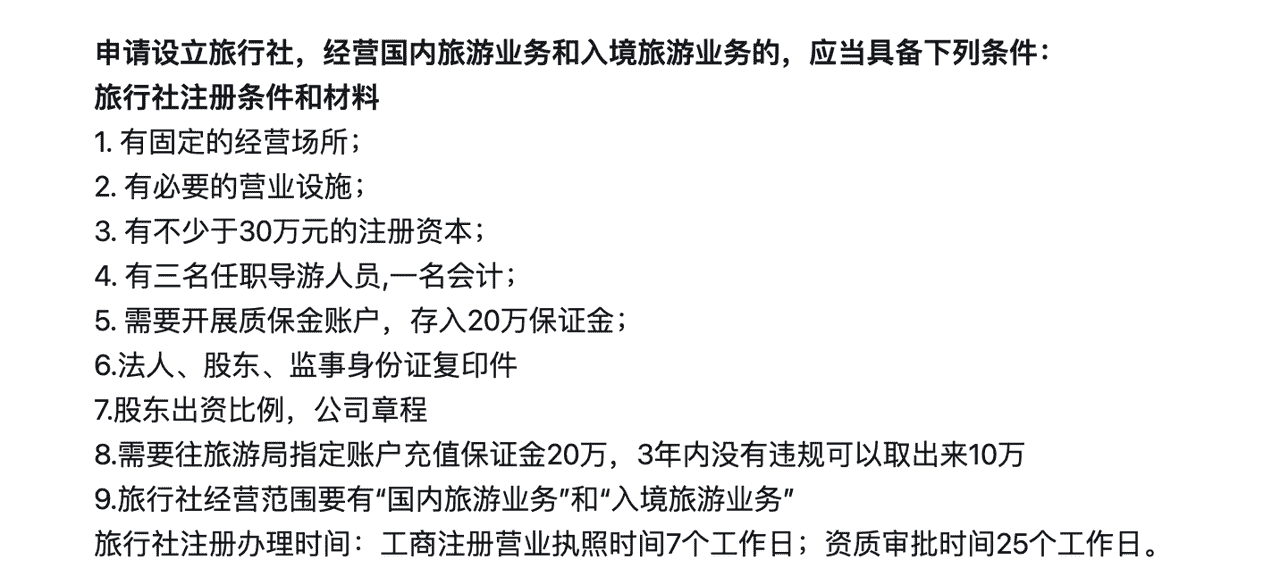 申请设立旅行社，经营国内旅游业务和入境旅游业务的，应当具备下列条件：
旅行社注册条件和材料
1. 有固定的经营场所；
2. 有必要的营业设施；
3. 有不少于30万元的注册资本；
4. 有三名任职导游人员,一名会计；
5. 需要开展质保金账户，存入20万保证金；
6.法人、股东、监事身份证复印件
7.股东出资比例，公司章程
8.需要往旅游局指定账户充值保证金20万，3年内没有违规可以取出来10万
9.旅行社经营范围要有“国内旅游业务”和“入境旅游业务”
旅行社注册办理时间：工商注册营业执照时间7个工作日；资质审批时间25个工作日。